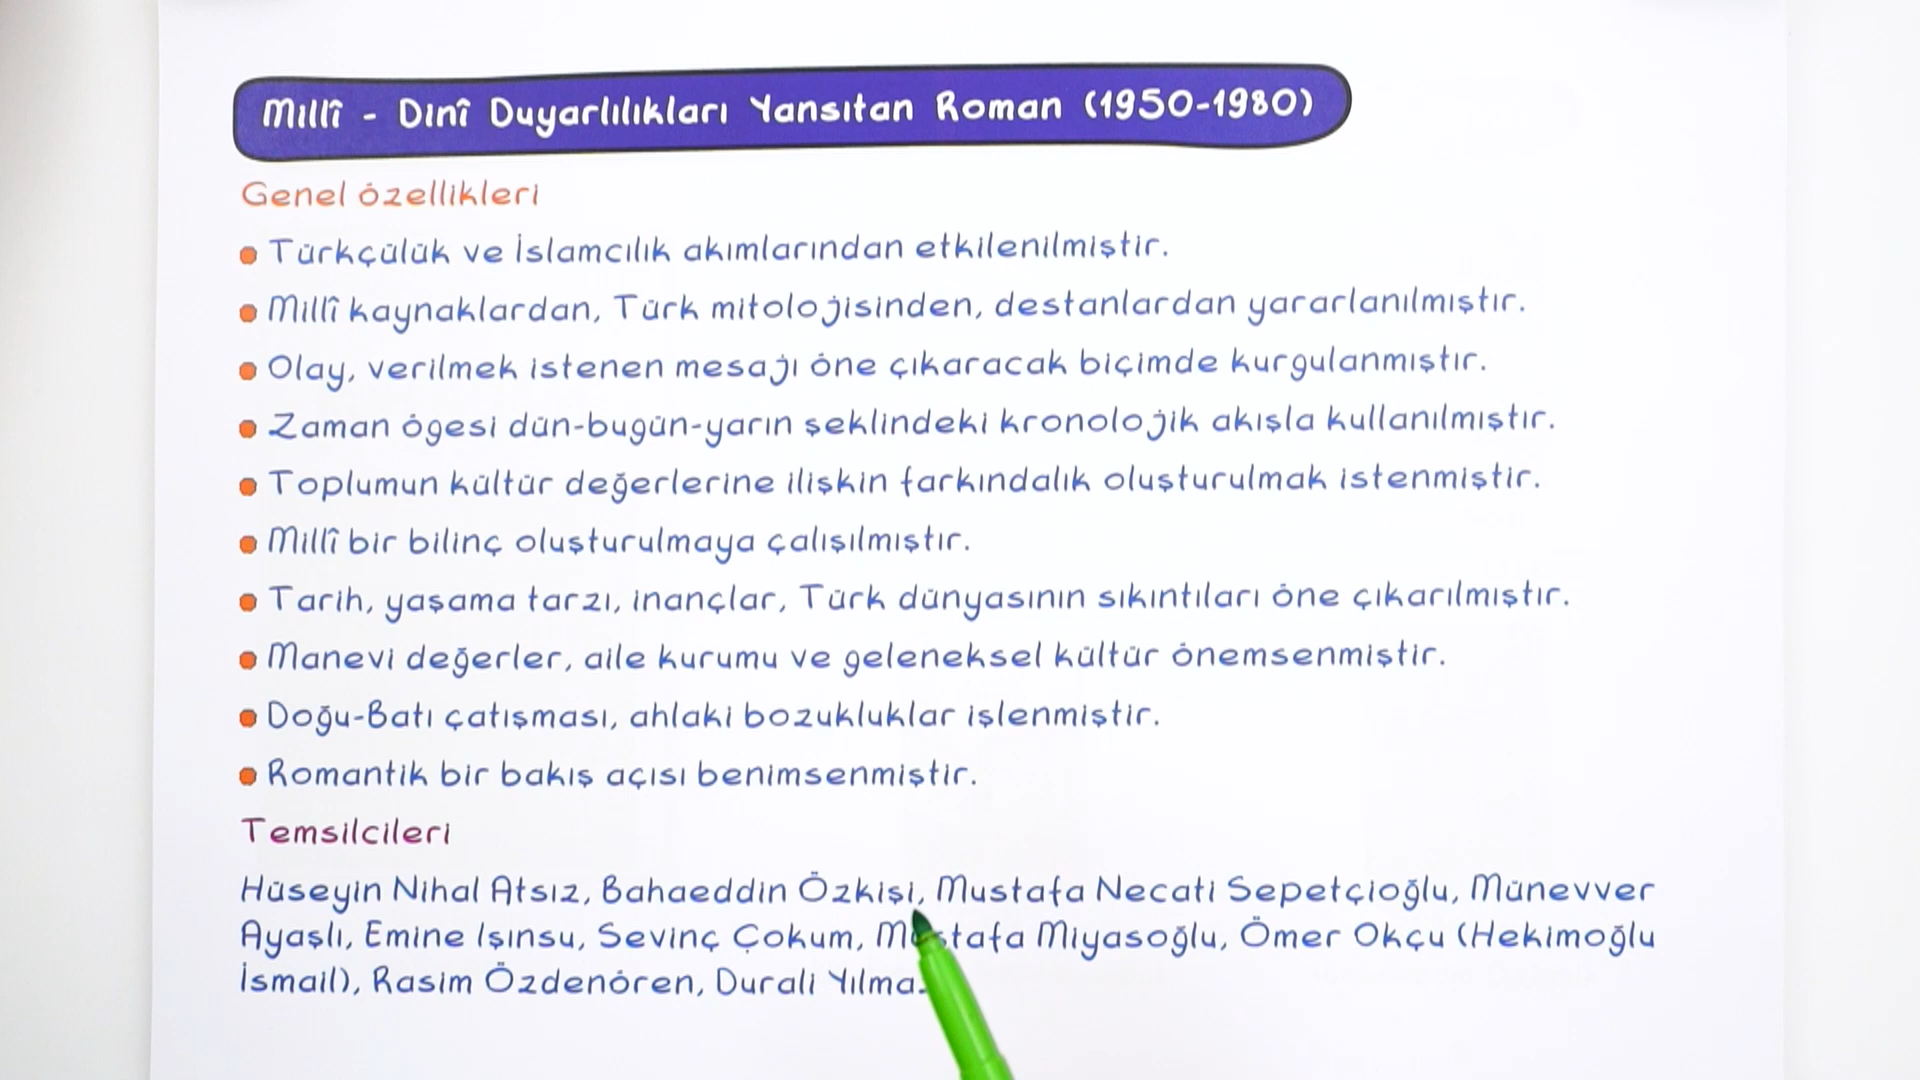 Millî - Dinî Duyarlılıkları Yansıtan Roman (1950-1980)
Genel özellikleri
Türkçülük ve İslamcılık akımlarından etkilenilmiştir.
Millî kaynaklardan, Türk mitolojisinden, destanlardan yararlanılmıştır.
Olay, verilmek istenen mesajı öne çıkaracak biçimde kurgulanmıştır.
Zaman ögesi dün-bugün-yarın şeklindeki kronolojik akışla kullanılmıştır.
Toplumun kültür değerlerine ilişkin farkındalık oluşturulmak istenmiştir.
Millî bir bilinç oluşturulmaya çalışılmıştır.
Tarih, yaşama tarzı, inançlar, Türk dünyasının sıkıntıları öne çıkarılmıştır.
Manevi değerler, aile kurumu ve geleneksel kültür önemsenmiştir.
Doğu-Batı çatışması, ahlaki bozukluklar işlenmiştir.
Romantik bir bakış açısı benimsenmiştir.
Temsilcileri
Hüseyin Nihal Atsız, Bahaeddin Özkişi, Mustafa Necati Sepetçioğlu, Münevver
Ayaşlı, Emine Işınsu, Sevinç Çokum, Mustafa Miyasoğlu, Ömer Okçu (Hekimoğlu
İsmail), Rasim Özdenören, Durali